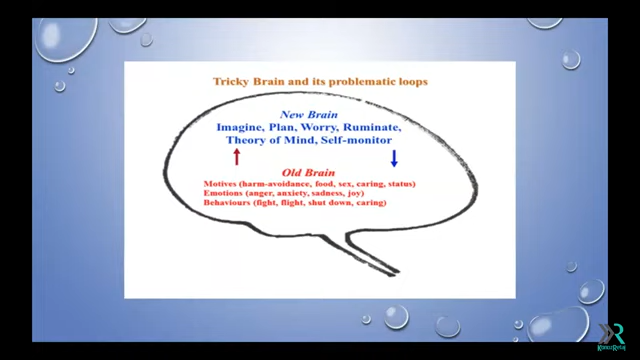 Tricky Brain and its problematic loops
New Brain
Imagine, Plan, Worry, Ruminate,
Theory of Mind, Self-monitor
Old Brain
Motives (harm-avoidance, food, sex, caring, status)
Emotions (anger, anxiety, sadness, joy)
Behaviours (fight, flight, shut down, caring)